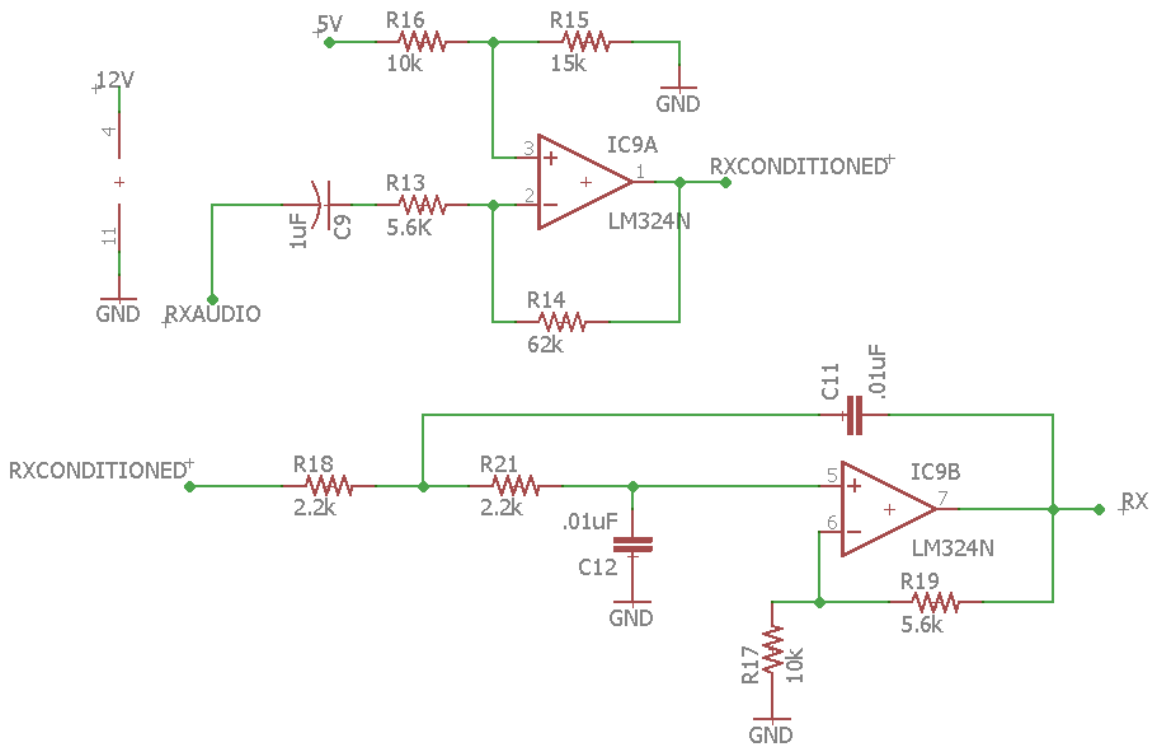 5V
R16
10k
R15
15k
GND
12V
4
11
GND
3
2
1
IC9A
LM324N
RXCONDITIONED
R13
5.6K
1uF
C9
RXAUDIO
R14
62k
C11
.01uF
RXCONDITIONED
R18
2.2k
R21
2.2k
.01uF
C12
GND
5
6
7
IC9B
LM324N
RX
R19
5.6k
R17
10k
GND